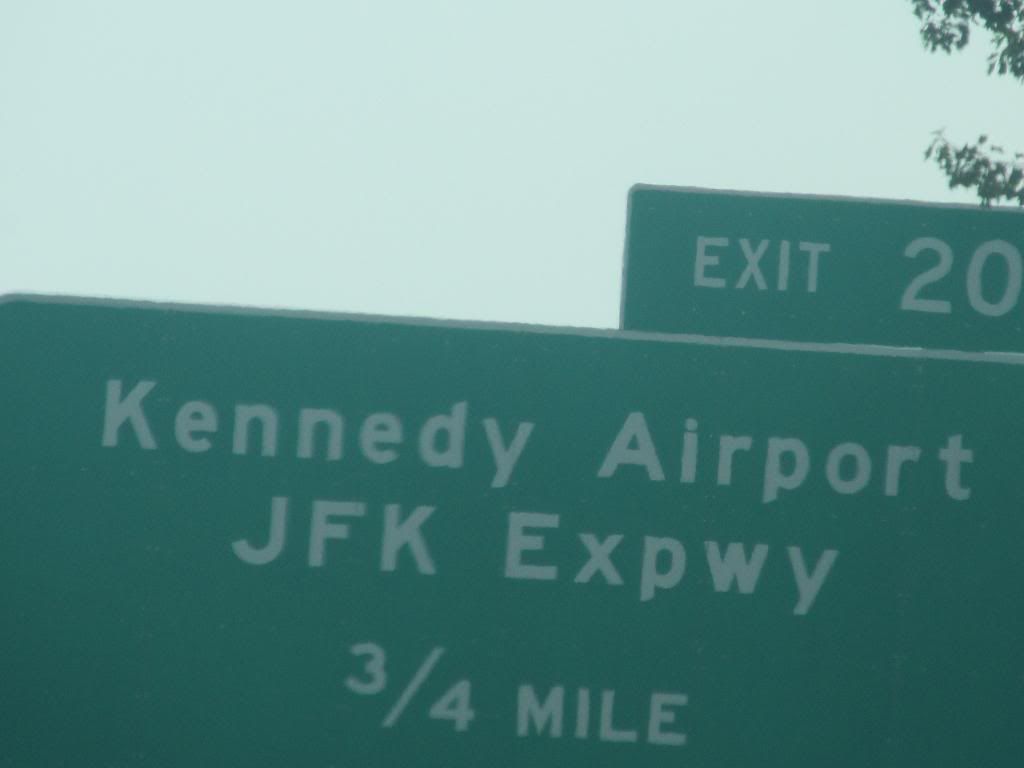 EXIT 20
Kennedy Airport
JFK Expwy
3/4 MILE